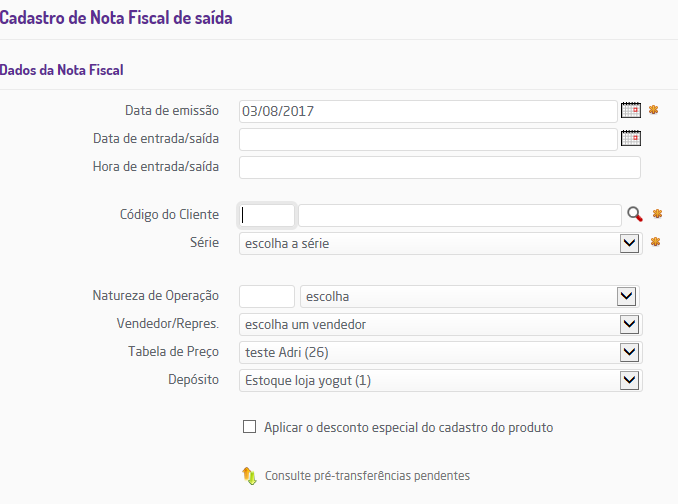 Cadastro de Nota Fiscal de saída
Dados da Nota Fiscal
Data de emissão 03/08/2017
Data de entrada/saída
Hora de entrada/saída
Código do Cliente
Série escolha a série
Natureza de Operação escolha
Vendedor/Repres. escolha um vendedor
Tabela de Preço teste Adri (26)
Depósito Estoque loja yogut (1)
Aplicar o desconto especial do cadastro do produto
Consulte pré-transferências pendentes